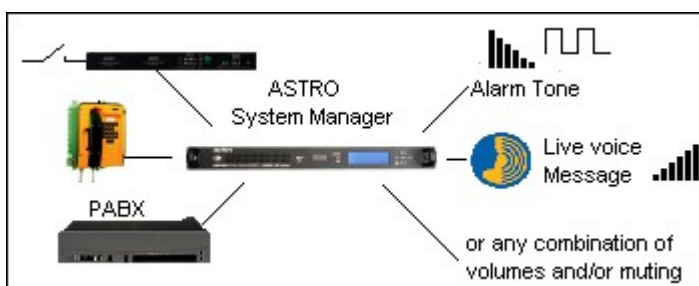 ASTRO
System Manager
Alarm Tone
Live voice
Message
PABX
or any combination of
volumes and/or muting